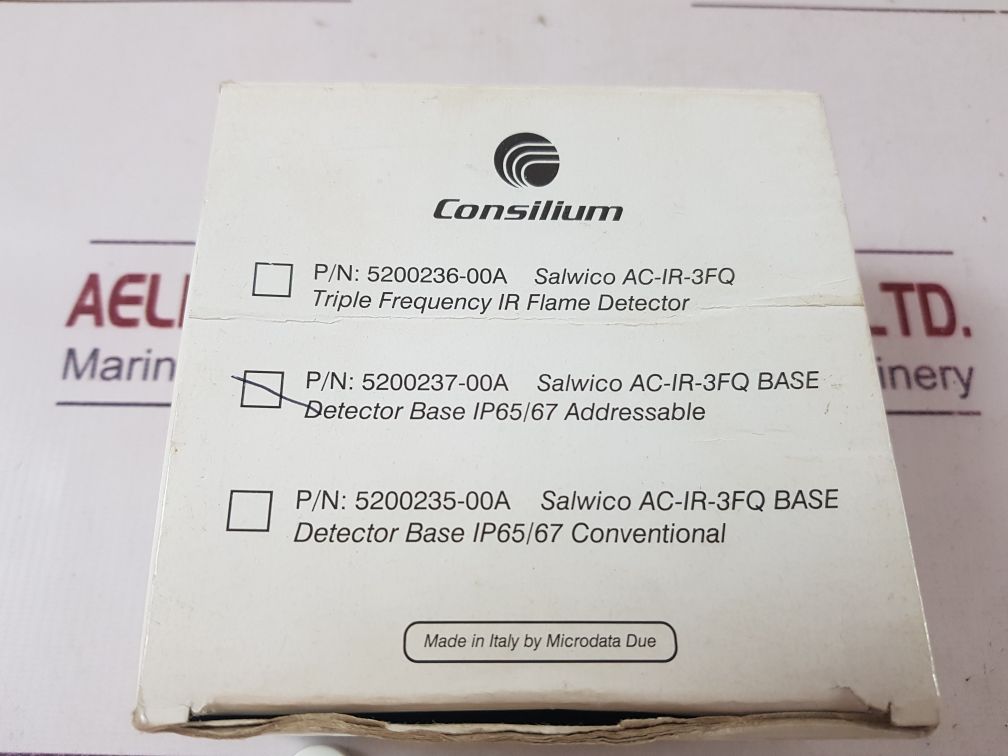 Consilium
P/N: 5200236-00A Salwico AC-IR-3FQ
Triple Frequency IR Flame Detector
P/N: 5200237-00A Salwico AC-IR-3FQ BASE
Detector Base IP65/67 Addressable
P/N: 5200235-00A Salwico AC-IR-3FQ BASE
Detector Base IP65/67 Conventional
Made in Italy by Microdata Due
LTD.